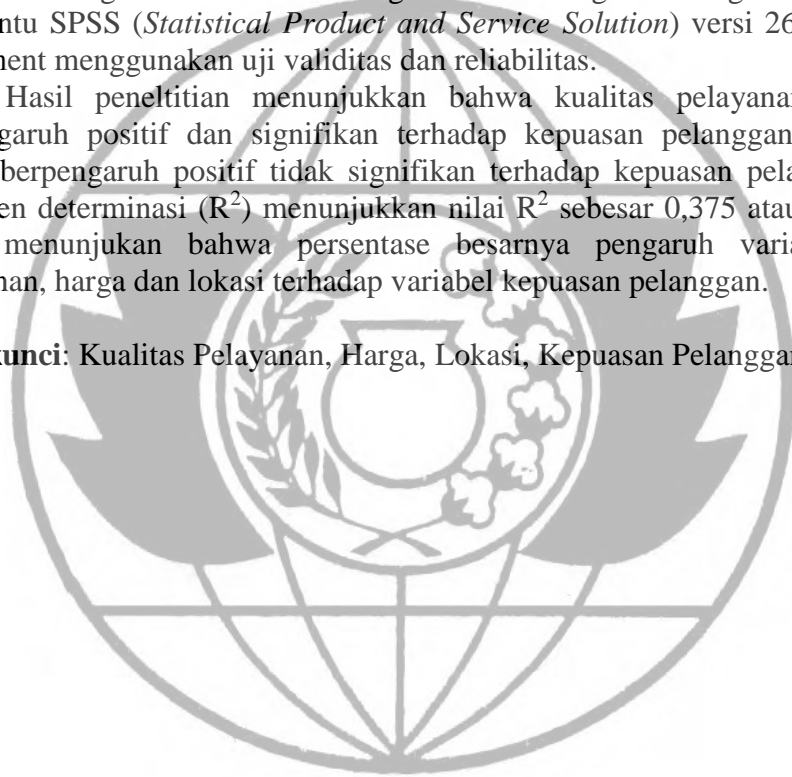 ntu SPSS (Statistical Product and Service Solution) versi 26
nent menggunakan uji validitas dan reliabilitas.
Hasil peneltitian menunjukkan bahwa kualitas pelayanan
garuh positif dan signifikan terhadap kepuasan pelanggan
berpengaruh positif tidak signifikan terhadap kepuasan pela
en determinasi (R²) menunjukkan nilai R² sebesar 0,375 atau
menunjukan bahwa persentase besarnya pengaruh varia
nan, harga dan lokasi terhadap variabel kepuasan pelanggan.
kunci: Kualitas Pelayanan, Harga, Lokasi, Kepuasan Pelanggan